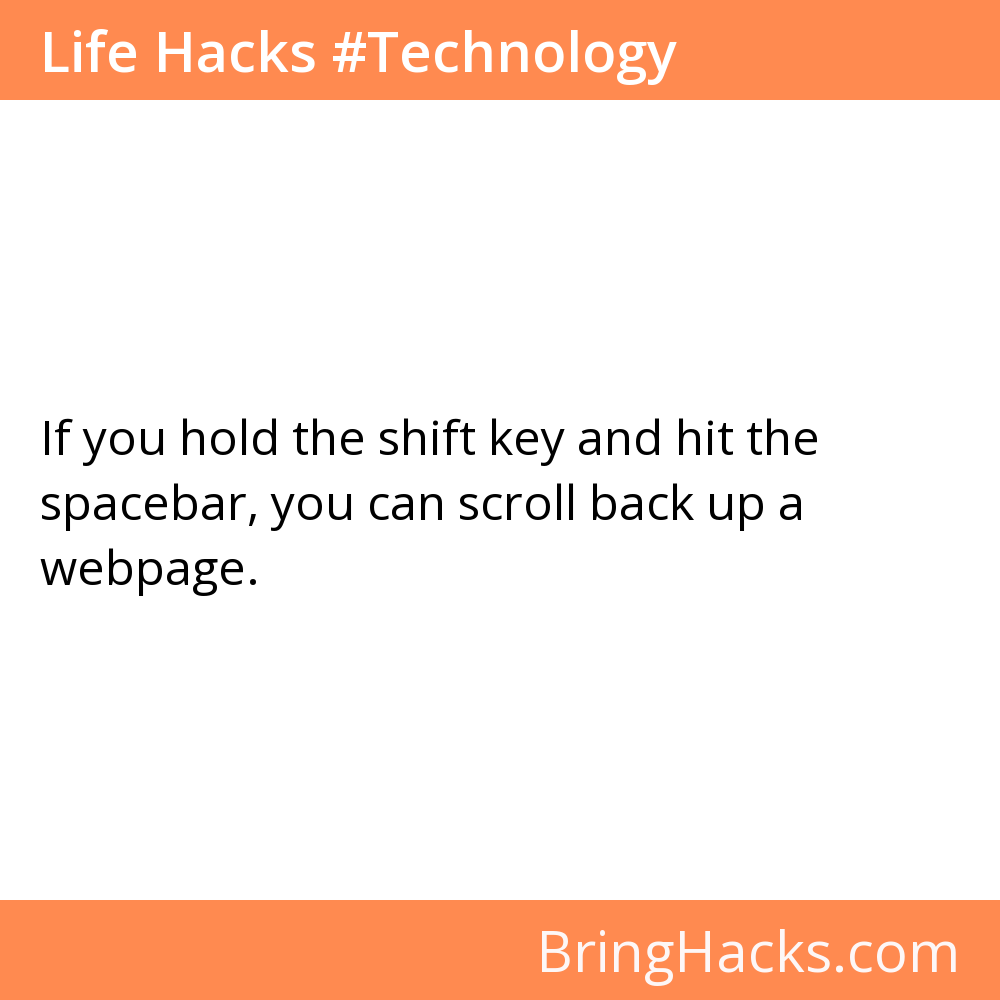 Life Hacks #Technology
If you hold the shift key and hit the
spacebar, you can scroll back up a
webpage.
BringHacks.com